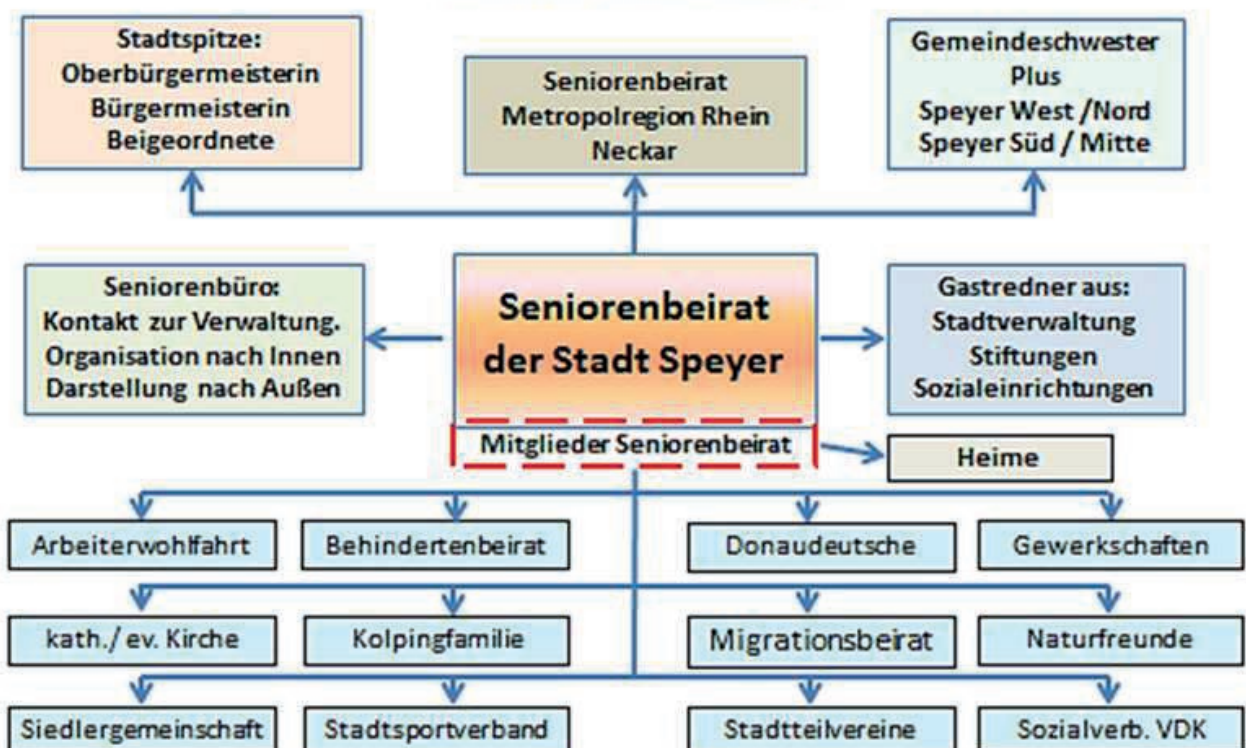 Stadtspitze:
Oberbürgermeisterin
Bürgermeisterin
Beigeordnete
Seniorenbeirat
Metropolregion Rhein
Neckar
Gemeindeschwester
Plus
Speyer West /Nord
Speyer Süd / Mitte
Seniorenbüro:
Kontakt zur Verwaltung.
Organisation nach Innen
Darstellung nach Außen
Seniorenbeirat
der Stadt Speyer
Gastredner aus:
Stadtverwaltung
Stiftungen
Sozialeinrichtungen
Mitglieder Seniorenbeirat
Heime
Arbeiterwohlfahrt
Behindertenbeirat
Donaudeutsche
Gewerkschaften
kath./ ev. Kirche
Kolpingfamilie
Migrationsbeirat
Naturfreunde
Siedlergemeinschaft
Stadtsportverband
Stadtteilvereine
Sozialverb. VDK